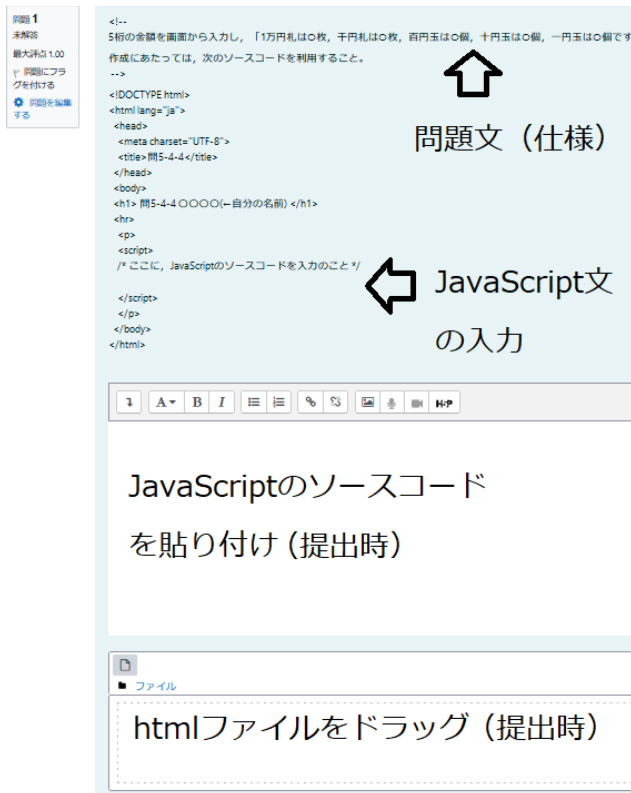 問題 1
未解答
最大評点 1.00
問題にフラグを付ける
問題を編集する
<!--
5桁の金額を画面から入力し，「1万円札は○枚，千円札は○枚，百円玉は○個，十円玉は○個，一円玉は○個です
作成にあたっては，次のソースコードを利用すること。
-->
<!DOCTYPE html>
<html lang="ja">
<head>
<meta charset="UTF-8">
<title>問5-4-4</title>
</head>
<body>
<h1> 問5-4-4 ○○○○(←自分の名前) </h1>
<hr>
<p>
<script>
/* ここに，JavaScriptのソースコードを入力のこと */
</script>
</p>
</body>
</html>
問題文（仕様）
JavaScript文
の入力
A B I H-P
JavaScriptのソースコード
を貼り付け（提出時）
ファイル
htmlファイルをドラッグ（提出時）